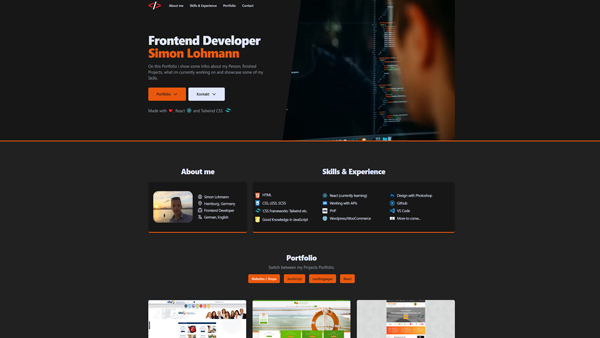 About me Skills & Experience Portfolio Contact
Frontend Developer
Simon Lohmann
On this Portfolio i show some Infos about my Person, finished
Projects, what im currently working on and showcase some of my
Skills.
Portfolio Kontakt
Made with React and Tailwind CSS
About me
Simon Lohmann
Hamburg, Germany
Frontend Developer
German, English
Skills & Experience
HTML
CSS, LESS, SCSS
CSS Frameworks: Tailwind etc.
Good Knowledge in JavaScript
React (currently learning)
Working with APIs
PHP
Wordpress/WooCommerce
Design with Photoshop
Github
VS Code
More to come...
Portfolio
Switch between my Projects Portfolio
Websites / Shops
React